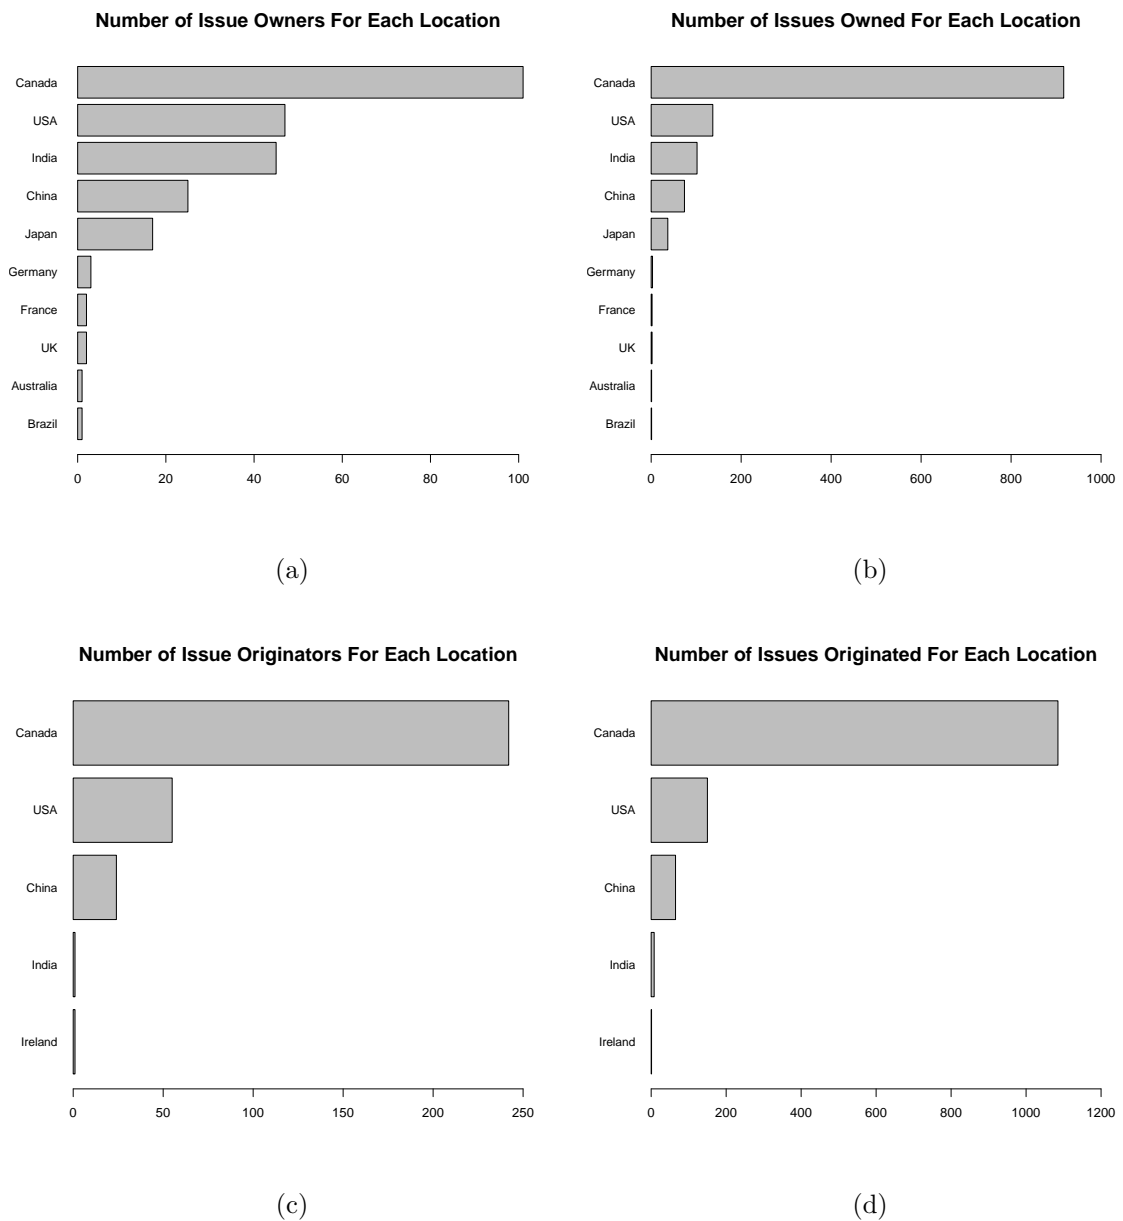 Number of Issue Owners For Each Location
Canada
USA
India
China
Japan
Germany
France
UK
Australia
Brazil
0 20 40 60 80 100
(a)
Number of Issues Owned For Each Location
Canada
USA
India
China
Japan
Germany
France
UK
Australia
Brazil
0 200 400 600 800 1000
(b)
Number of Issue Originators For Each Location
Canada
USA
China
India
Ireland
0 50 100 150 200 250
(c)
Number of Issues Originated For Each Location
Canada
USA
China
India
Ireland
0 200 400 600 800 1000 1200
(d)